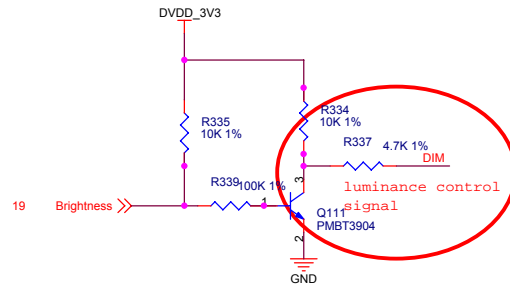 DVDD_3V3
R335
10K 1%
R334
10K 1%
R337
4.7K 1%
DIM
R339
100K 1%
3
1
luminance control
signal
19
Brightness
Q111
PMBT3904
2
GND